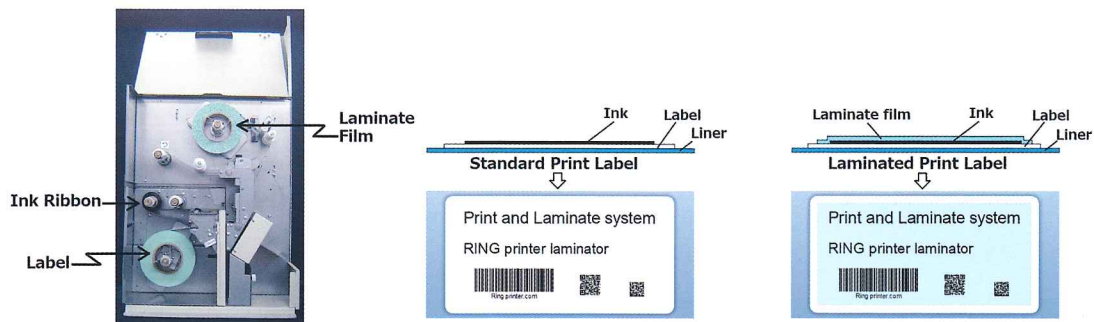 Laminate
Film
Ink Ribbon
Label
Ink
Label
Liner
Standard Print Label
Print and Laminate system
RING printer laminator
Ring printer.com
Laminate film
Ink
Label
Liner
Laminated Print Label
Print and Laminate system
RING printer laminator
Ring printer.com